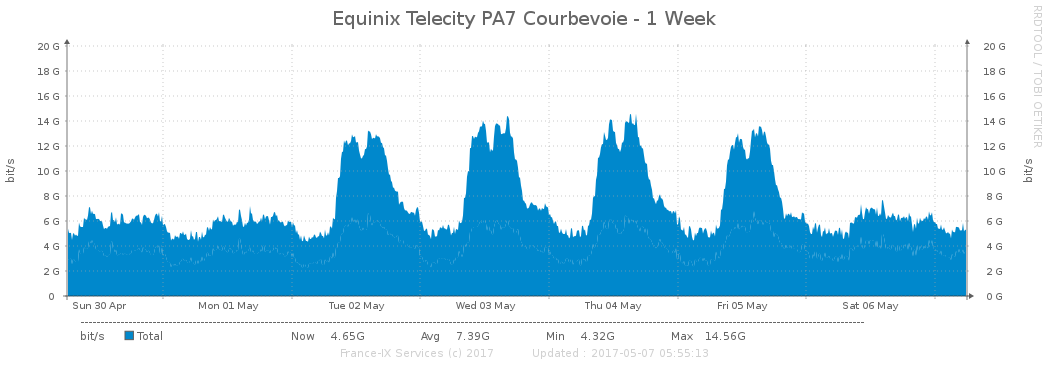 Equinix Telecity PA7 Courbevoie - 1 Week
RRDTOOL / TOBI OETIKER
20 G 20 G
18 G 18 G
16 G 16 G
14 G 14 G
12 G 12 G
10 G 10 G
8 G 8 G
6 G 6 G
4 G 4 G
2 G 2 G
0 0 G
bit/s bit/s
Sun 30 Apr Mon 01 May Tue 02 May Wed 03 May Thu 04 May Fri 05 May Sat 06 May
bit/s Total Now 4.65G Avg 7.39G Min 4.32G Max 14.56G
France-IX Services (c) 2017 Updated : 2017-05-07 05:55:13